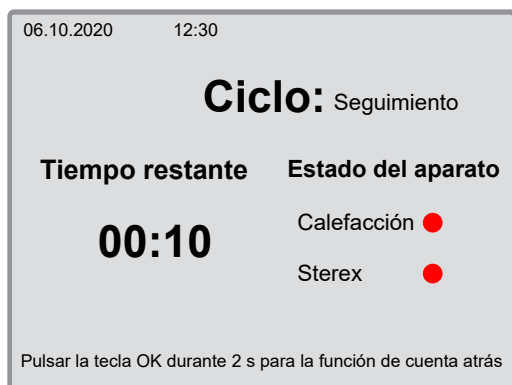 06.10.2020 12:30
Ciclo: Seguimiento
Tiempo restante Estado del aparato
00:10
Calefacción
Sterex
Pulsar la tecla OK durante 2 s para la función de cuenta atrás